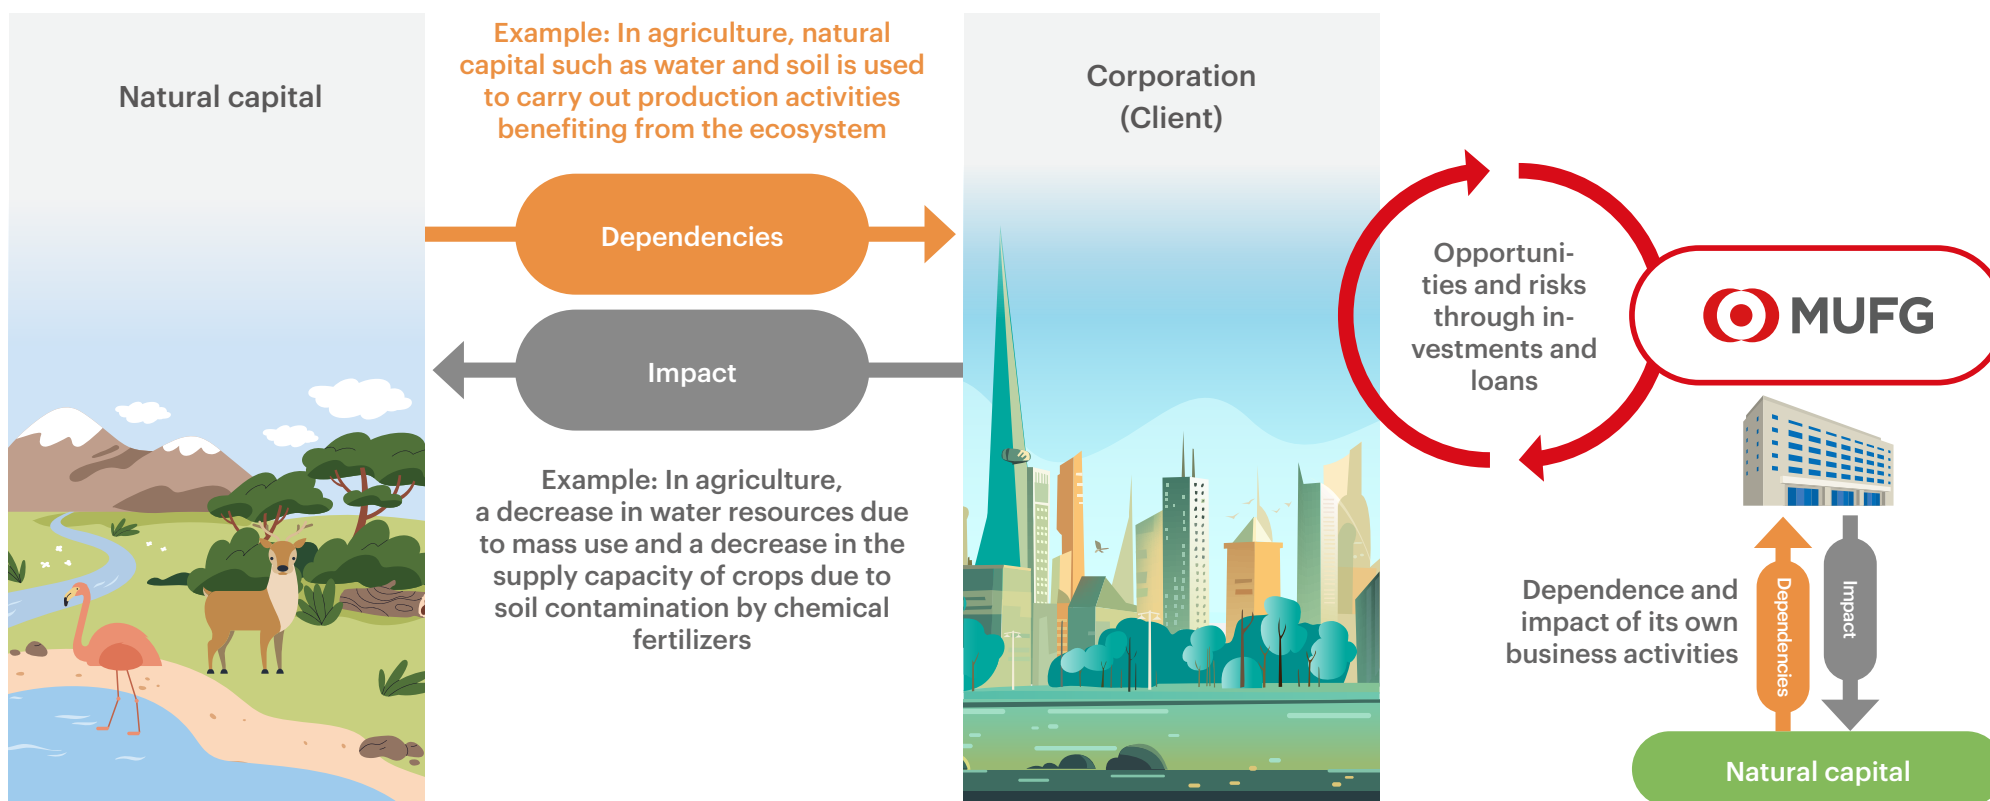 Natural capital
Example: In agriculture, natural
capital such as water and soil is used
to carry out production activities
benefiting from the ecosystem
Dependencies
Impact
Example: In agriculture,
a decrease in water resources due
to mass use and a decrease in the
supply capacity of crops due to
soil contamination by chemical
fertilizers
Corporation
(Client)
Opportuni-
ties and risks
through in-
vestments and
loans
MUFG
Dependence and
impact of its own
business activities
Dependencies
Impact
Natural capital